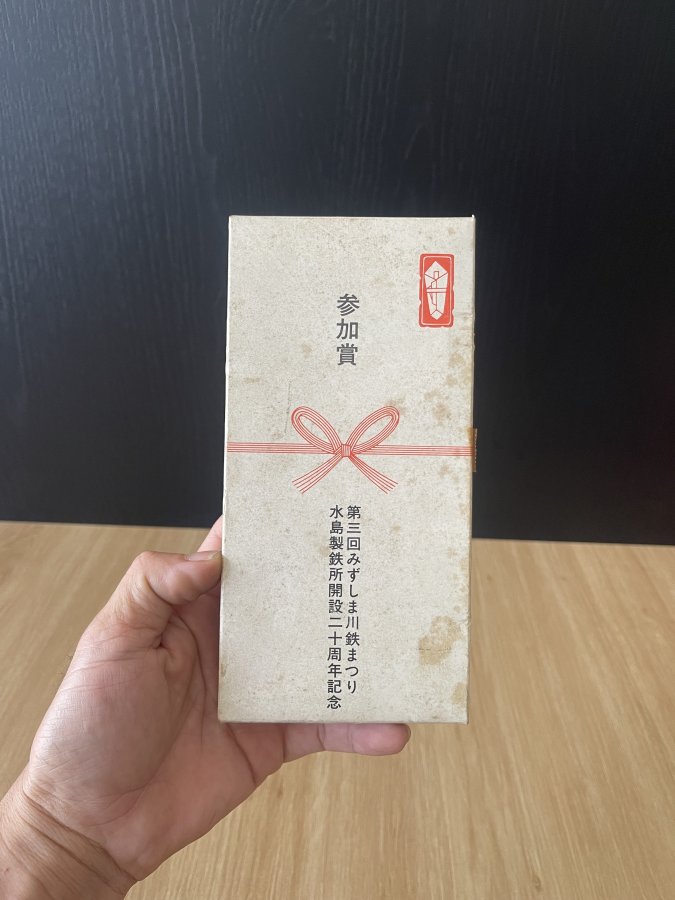 参加賞
第三回みずしま川鉄まつり
水島製鉄所開設二十周年記念